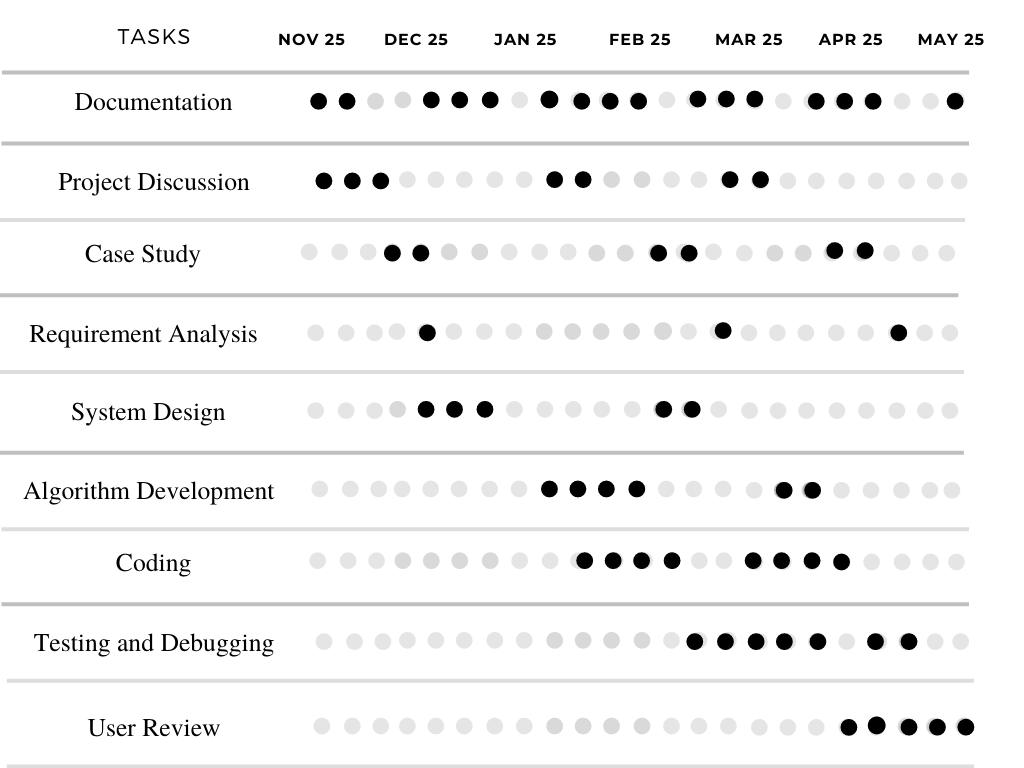 TASKS NOV 25 DEC 25 JAN 25 FEB 25 MAR 25 APR 25 MAY 25
Documentation
Project Discussion
Case Study
Requirement Analysis
System Design
Algorithm Development
Coding
Testing and Debugging
User Review